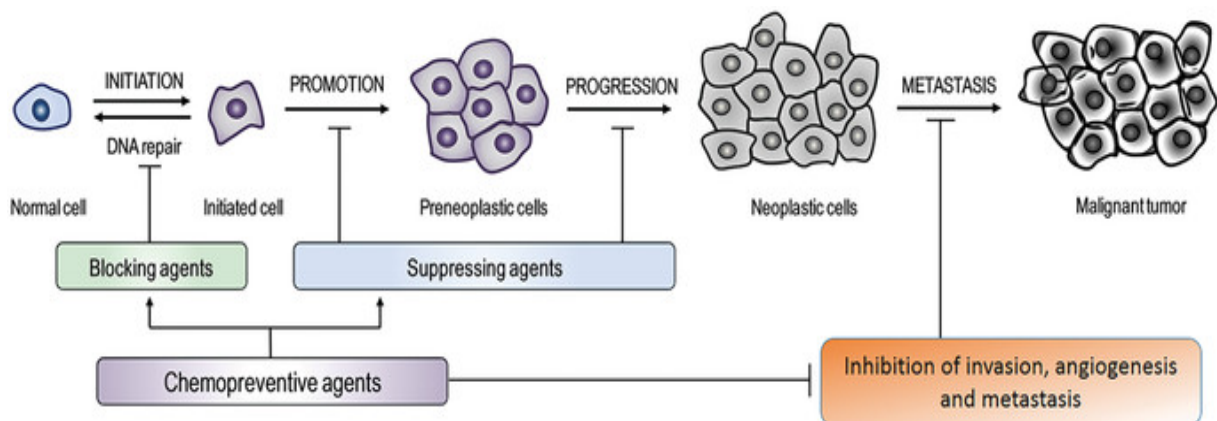 INITIATION
PROMOTION
PROGRESSION
METASTASIS
DNA repair
Normal cell
Initiated cell
Preneoplastic cells
Neoplastic cells
Malignant tumor
Blocking agents
Suppressing agents
Chemopreventive agents
Inhibition of invasion, angiogenesis
and metastasis